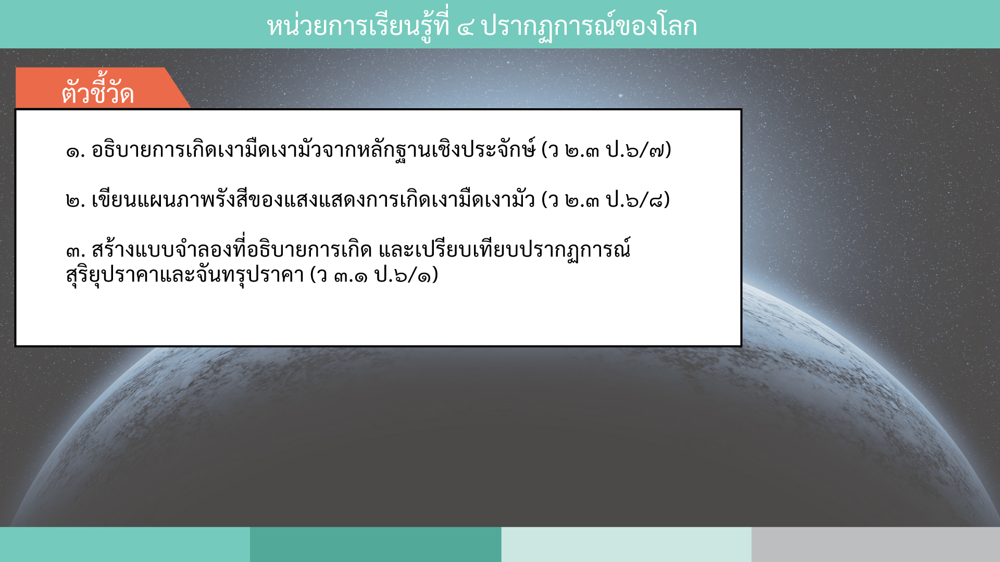 หน่วยการเรียนรู้ที่ ๔ ปรากฏการณ์ของโลก
ตัวชี้วัด
๑. อธิบายการเกิดเงามืดเงามัวจากหลักฐานเชิงประจักษ์ (ว ๒.๓ ป.๖/๗)
๒. เขียนแผนภาพรังสีของแสงแสดงการเกิดเงามืดเงามัว (ว ๒.๓ ป.๖/๘)
๓. สร้างแบบจำลองที่อธิบายการเกิด และเปรียบเทียบปรากฏการณ์
สุริยุปราคาและจันทรุปราคา (ว ๓.๑ ป.๖/๑)